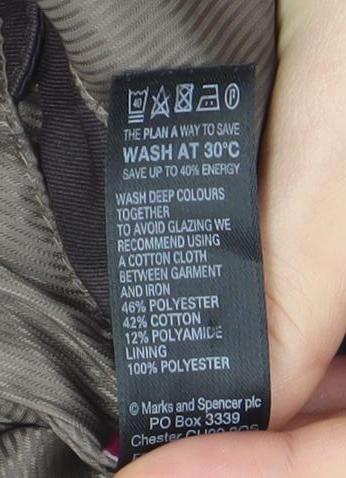 40 P
THE PLAN A WAY TO SAVE
WASH AT 30°C
SAVE UP TO 40% ENERGY
WASH DEEP COLOURS
TOGETHER
TO AVOID GLAZING WE
RECOMMEND USING
A COTTON CLOTH
BETWEEN GARMENT
AND IRON
46% POLYESTER
42% COTTON
12% POLYAMIDE
LINING
100% POLYESTER
© Marks and Spencer plc
PO Box 3339
Chester